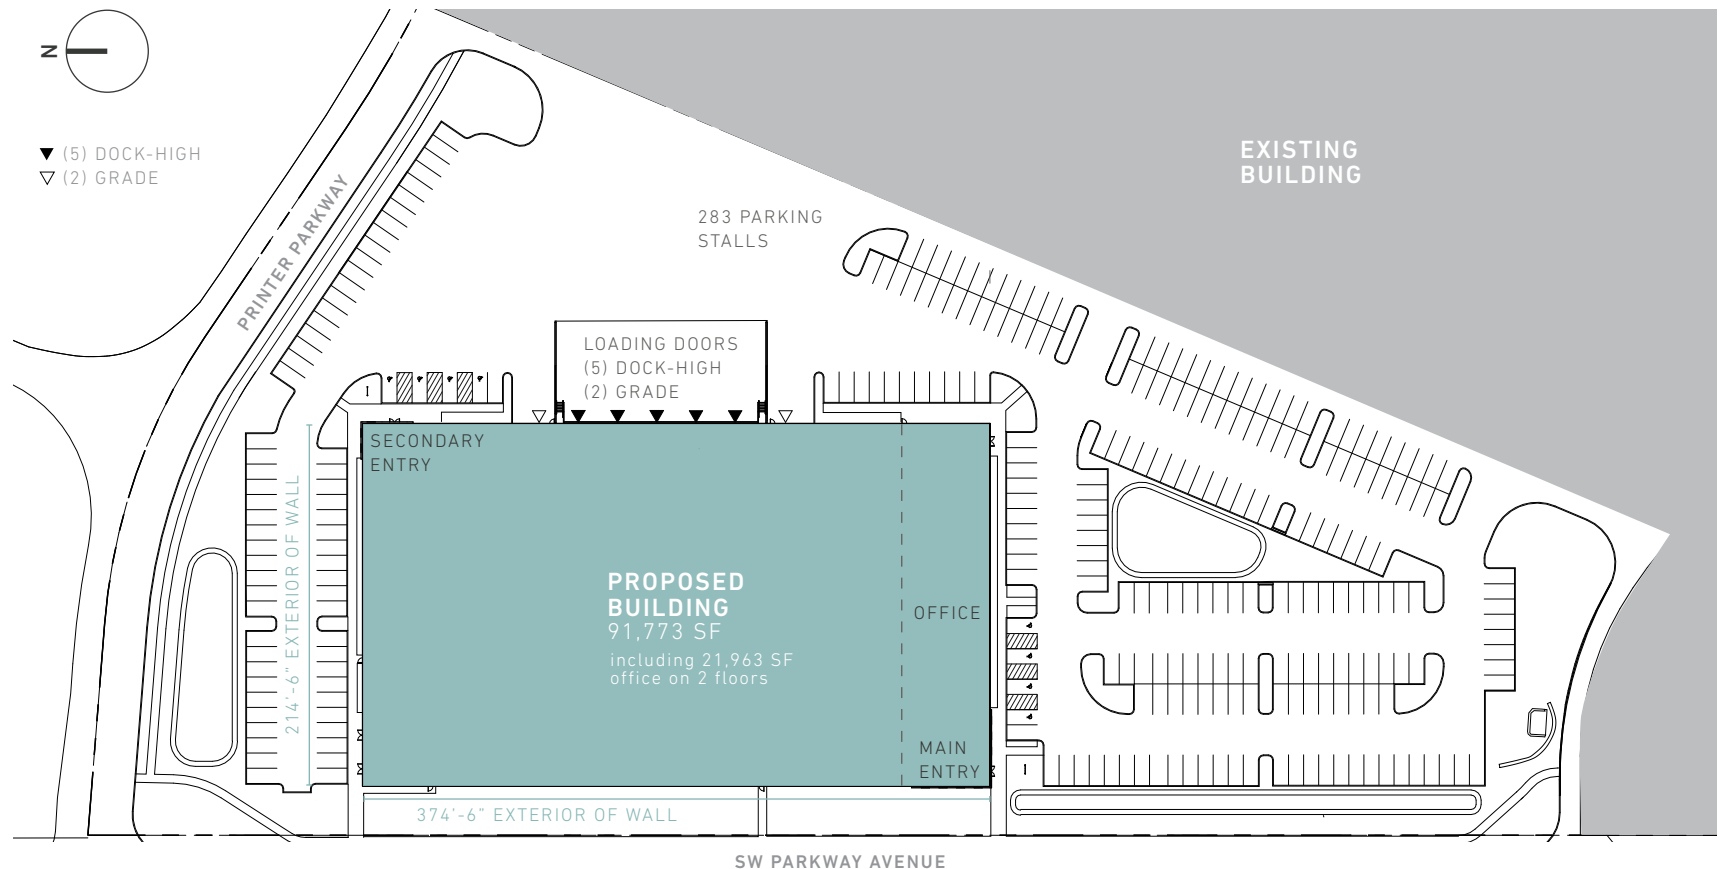 N
(5) DOCK-HIGH
(2) GRADE
PRINTER PARKWAY
EXISTING
BUILDING
283 PARKING
STALLS
LOADING DOORS
(5) DOCK-HIGH
(2) GRADE
SECONDARY
ENTRY
214'-6" EXTERIOR OF WALL
PROPOSED
BUILDING
91,773 SF
including 21,963 SF
office on 2 floors
OFFICE
MAIN
ENTRY
374'-6" EXTERIOR OF WALL
SW PARKWAY AVENUE